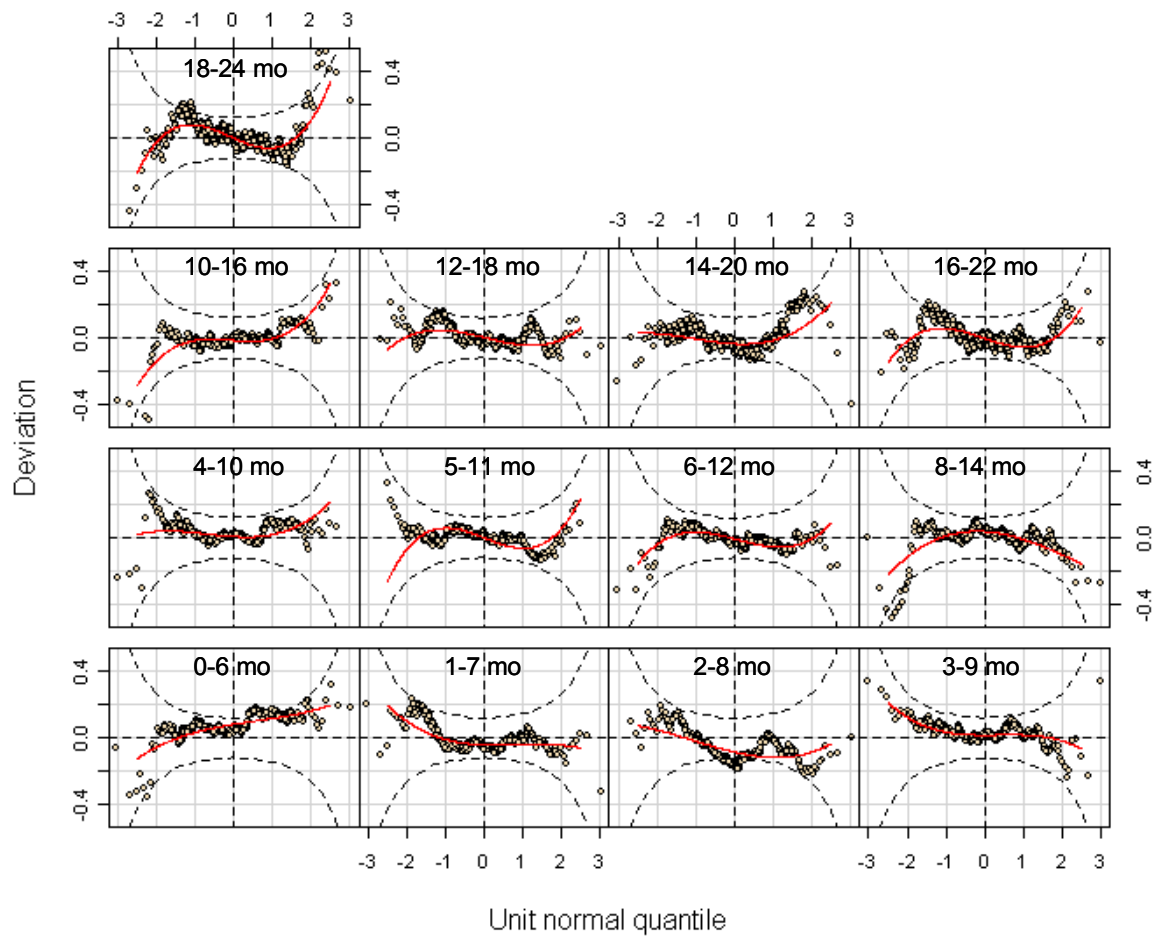 -3 -2 -1 0 1 2 3
18-24 mo
0.4
0.0
-0.4
-3 -2 -1 0 1 2 3
10-16 mo 12-18 mo 14-20 mo 16-22 mo
0.4
0.0
-0.4
Deviation
4-10 mo 5-11 mo 6-12 mo 8-14 mo
0.4
0.0
-0.4
0-6 mo 1-7 mo 2-8 mo 3-9 mo
0.4
0.0
-0.4
-3 -2 -1 0 1 2 3 -3 -2 -1 0 1 2 3
Unit normal quantile